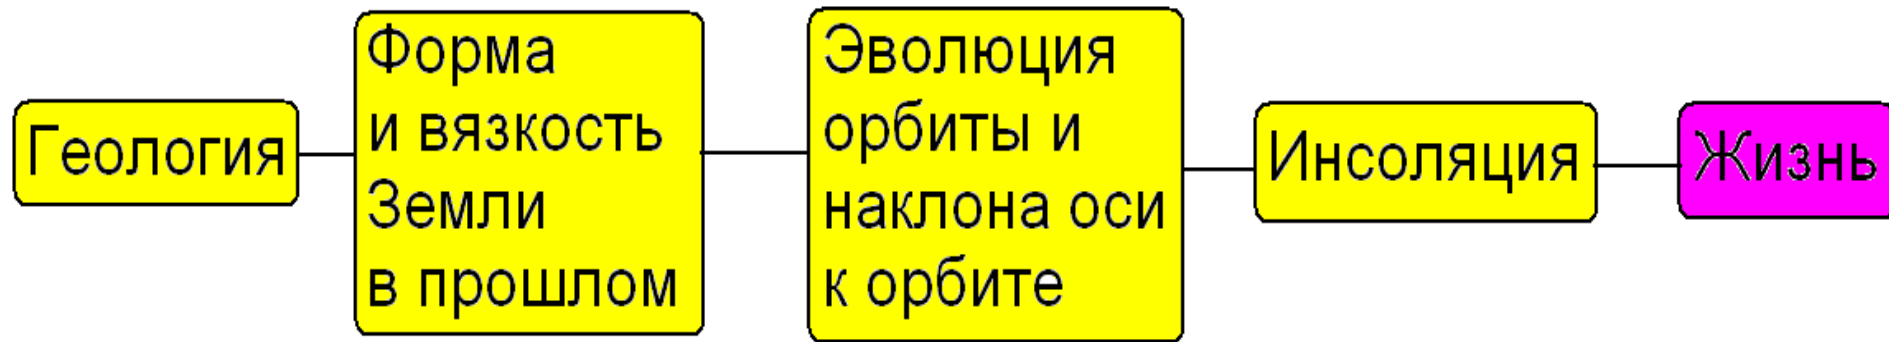 Геология
Форма
и вязкость
Земли
в прошлом
Эволюция
орбиты и
наклона оси
к орбите
Инсоляция
Жизнь